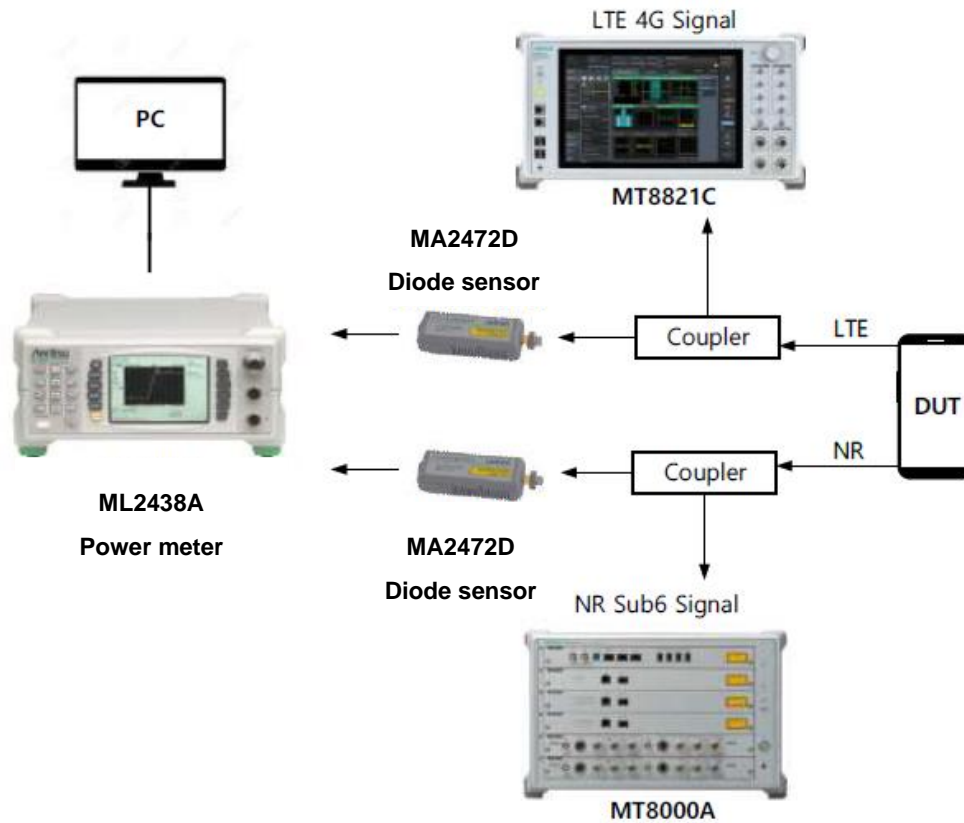 LTE 4G Signal
PC
MT8821C
MA2472D
Diode sensor
Anritsu
Coupler
LTE
DUT
Coupler
NR
ML2438A
Power meter
MA2472D
Diode sensor
NR Sub6 Signal
MT8000A